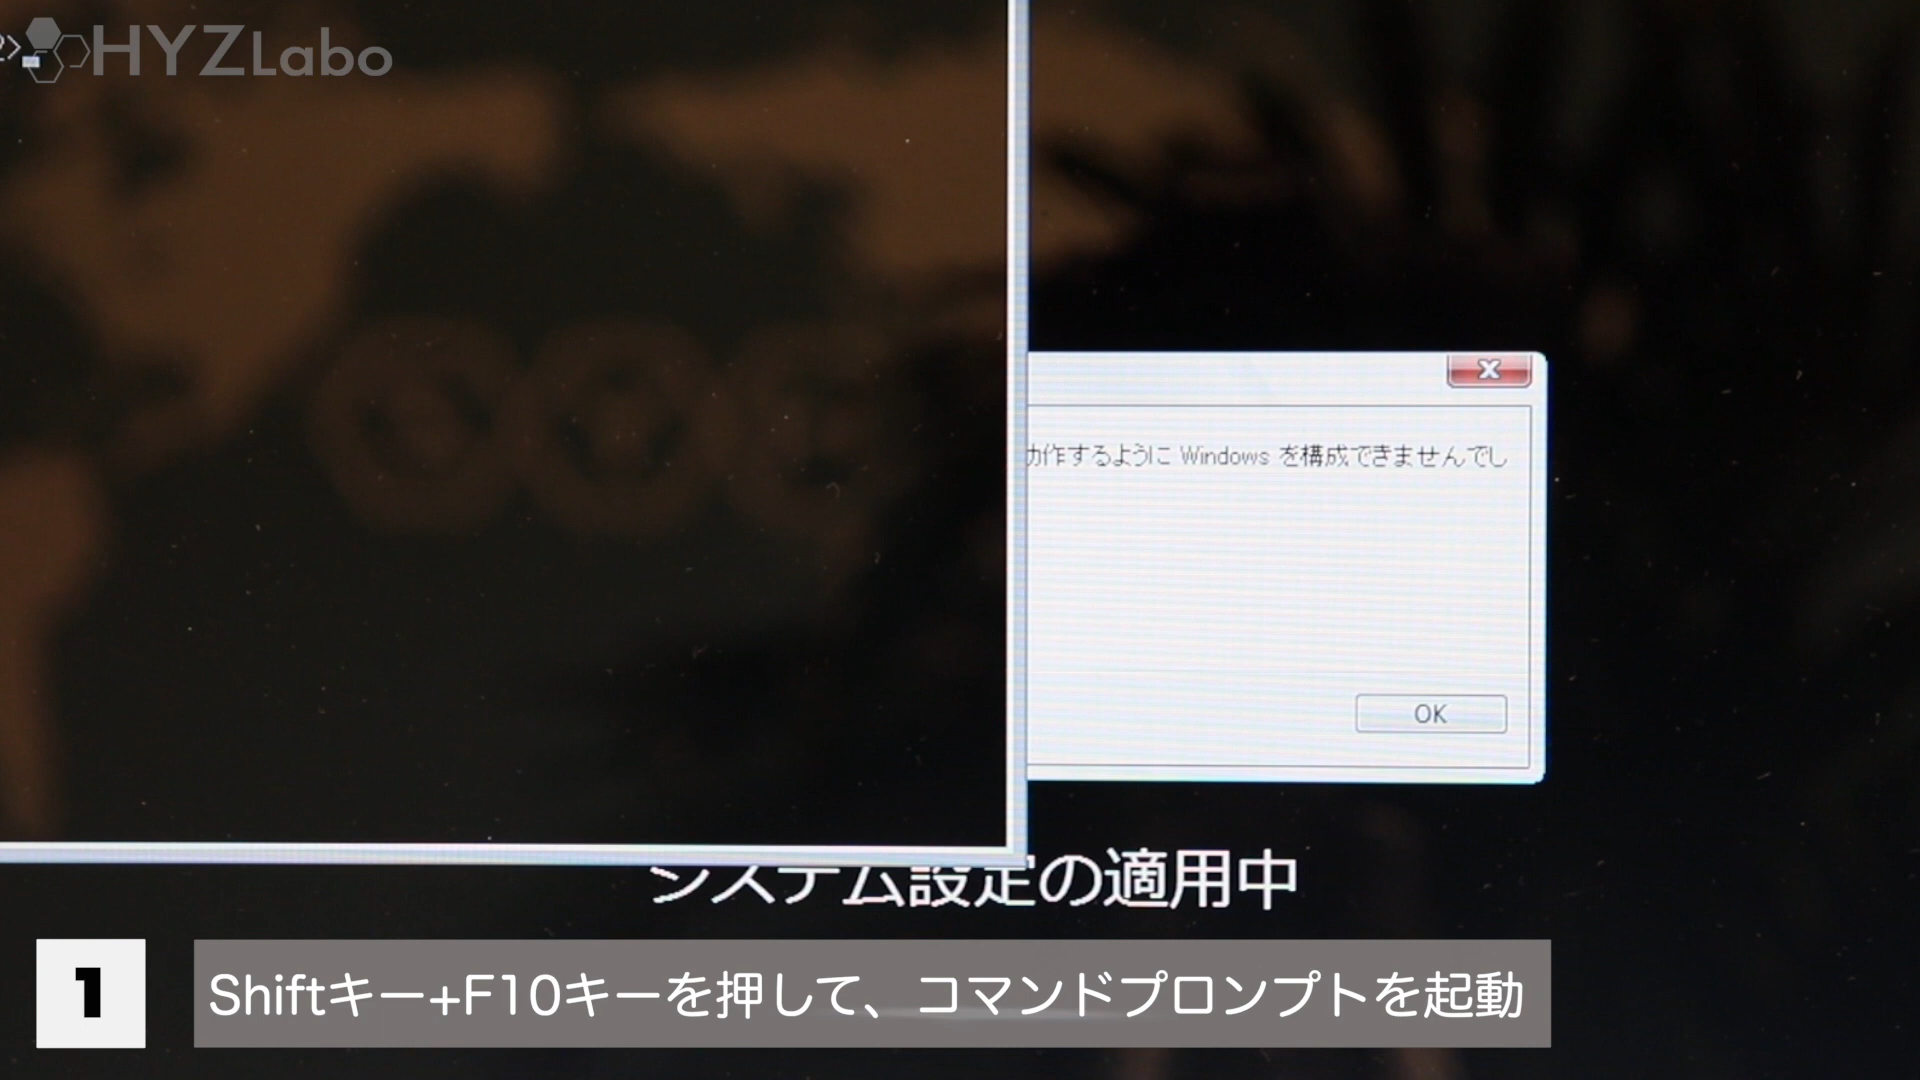 HYZLabo
動作するように Windows を構成できませんでし
OK
システム設定の適用中
1
Shiftキー+F10キーを押して、コマンドプロンプトを起動